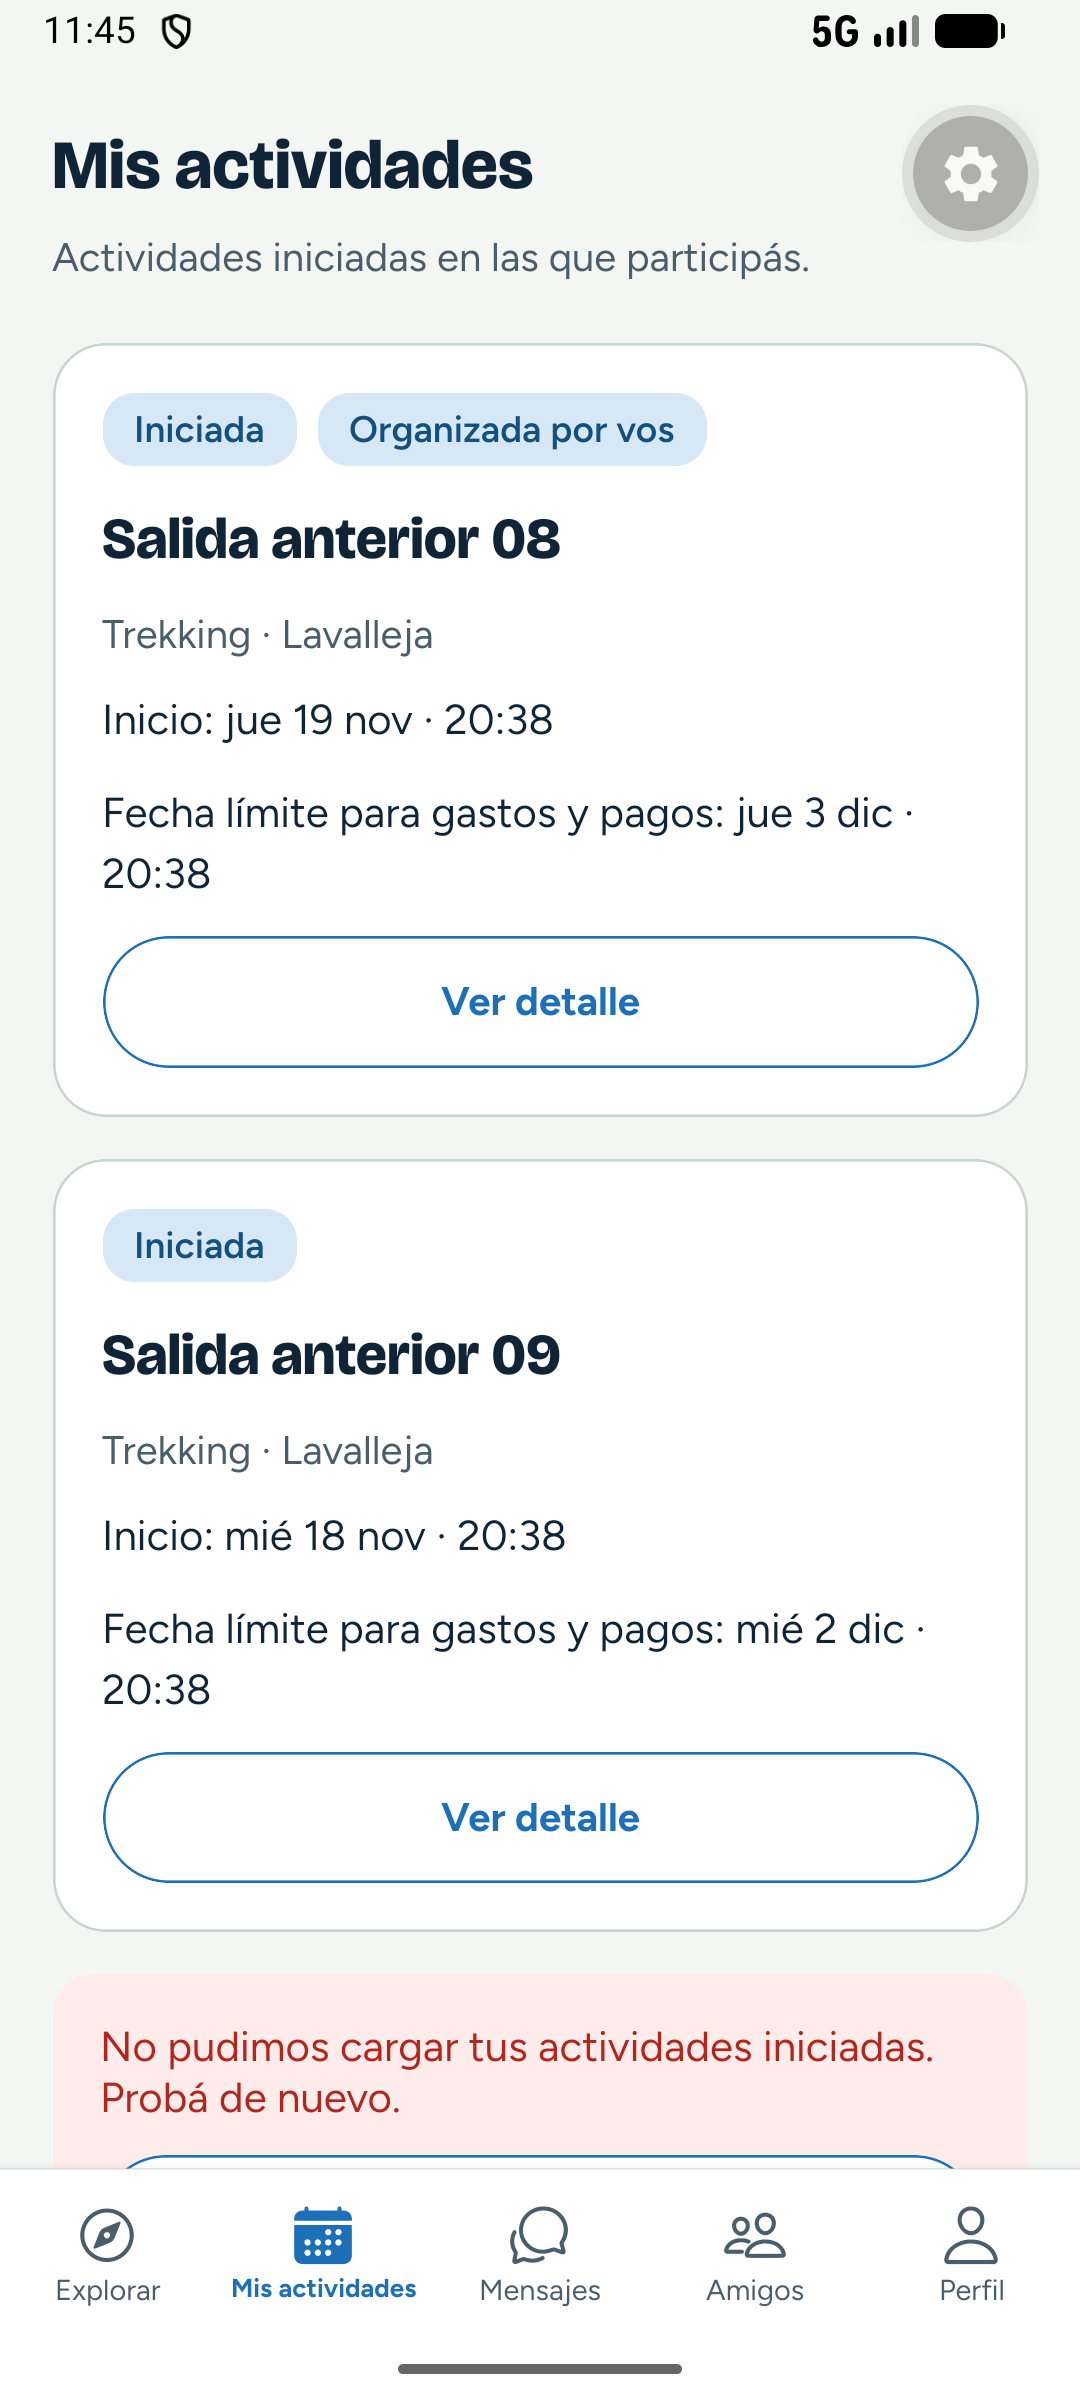 11:45
5G
Mis actividades
Actividades iniciadas en las que participás.
Iniciada
Organizada por vos
Salida anterior 08
Trekking · Lavalleja
Inicio: jue 19 nov · 20:38
Fecha límite para gastos y pagos: jue 3 dic ·
20:38
Ver detalle
Iniciada
Salida anterior 09
Trekking · Lavalleja
Inicio: mié 18 nov · 20:38
Fecha límite para gastos y pagos: mié 2 dic ·
20:38
Ver detalle
No pudimos cargar tus actividades iniciadas.
Probá de nuevo.
Explorar
Mis actividades
Mensajes
Amigos
Perfil